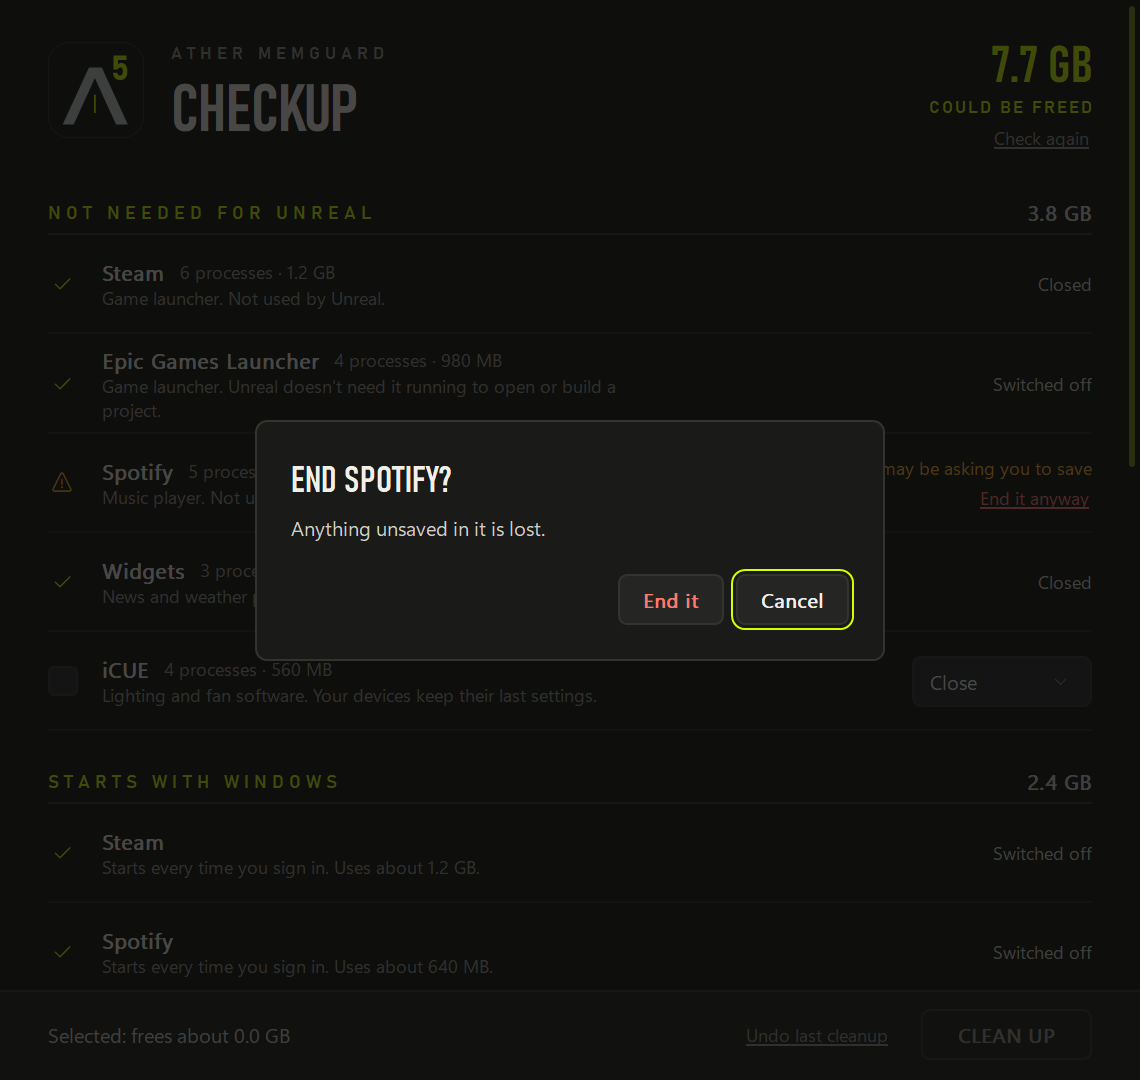 5
ATHER MEMGUARD
CHECKUP
7.7 GB
COULD BE FREED
Check again
NOT NEEDED FOR UNREAL
3.8 GB
Steam 6 processes · 1.2 GB
Game launcher. Not used by Unreal.
Closed
Epic Games Launcher 4 processes · 980 MB
Game launcher. Unreal doesn't need it running to open or build a
project.
Switched off
Spotify 5
Music player. Not
may be asking you to save
End it anyway
END SPOTIFY?
Anything unsaved in it is lost.
End it
Cancel
Widgets 3
News and weather
Closed
iCUE 4 processes · 560 MB
Lighting and fan software. Your devices keep their last settings.
Close
STARTS WITH WINDOWS
2.4 GB
Steam
Starts every time you sign in. Uses about 1.2 GB.
Switched off
Spotify
Starts every time you sign in. Uses about 640 MB.
Switched off
Selected: frees about 0.0 GB
Undo last cleanup
CLEAN UP